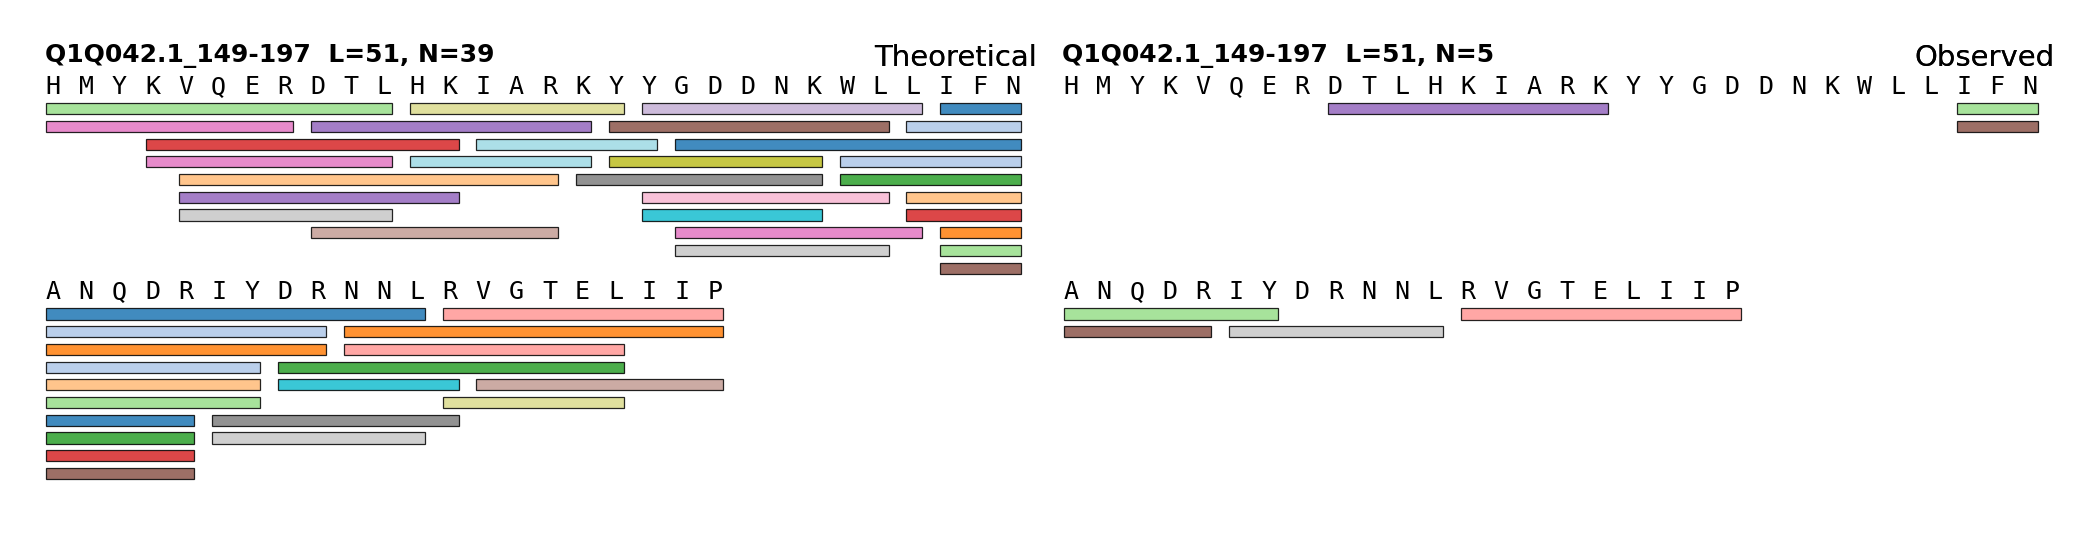 Q1Q042.1_149-197 L=51, N=39 Theoretical
H M Y K V Q E R D T L H K I A R K Y Y G D D N K W L L I F N
A N Q D R I Y D R N N L R V G T E L I I P
Q1Q042.1_149-197 L=51, N=5 Observed
H M Y K V Q E R D T L H K I A R K Y Y G D D N K W L L I F N
A N Q D R I Y D R N N L R V G T E L I I P